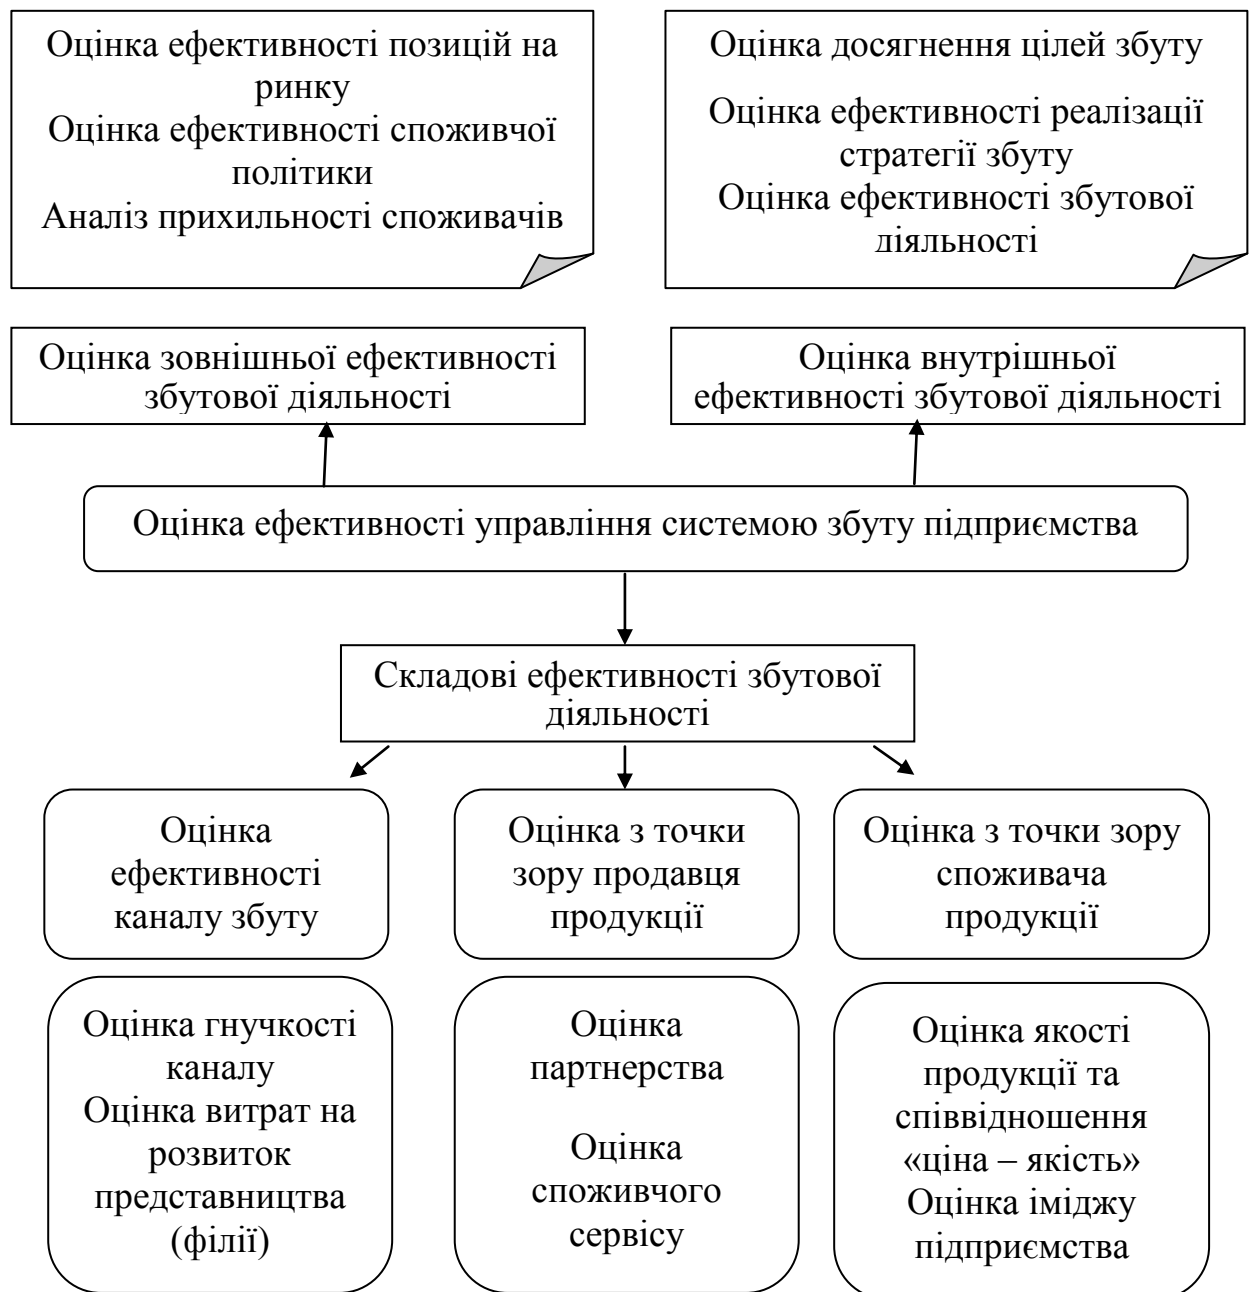 Оцінка ефективності позицій на
ринку
Оцінка ефективності споживчої
політики
Аналіз прихильності споживачів
Оцінка досягнення цілей збуту
Оцінка ефективності реалізації
стратегії збуту
Оцінка ефективності збутової
діяльності
Оцінка зовнішньої ефективності
збутової діяльності
Оцінка внутрішньої
ефективності збутової діяльності
Оцінка ефективності управління системою збуту підприємства
Складові ефективності збутової
діяльності
Оцінка
ефективності
каналу збуту
Оцінка з точки
зору продавця
продукції
Оцінка з точки зору
споживача
продукції
Оцінка гнучкості
каналу
Оцінка витрат на
розвиток
представництва
(філії)
Оцінка
партнерства
Оцінка
споживчого
сервісу
Оцінка якості
продукції та
співвідношення
«ціна – якість»
Оцінка іміджу
підприємства